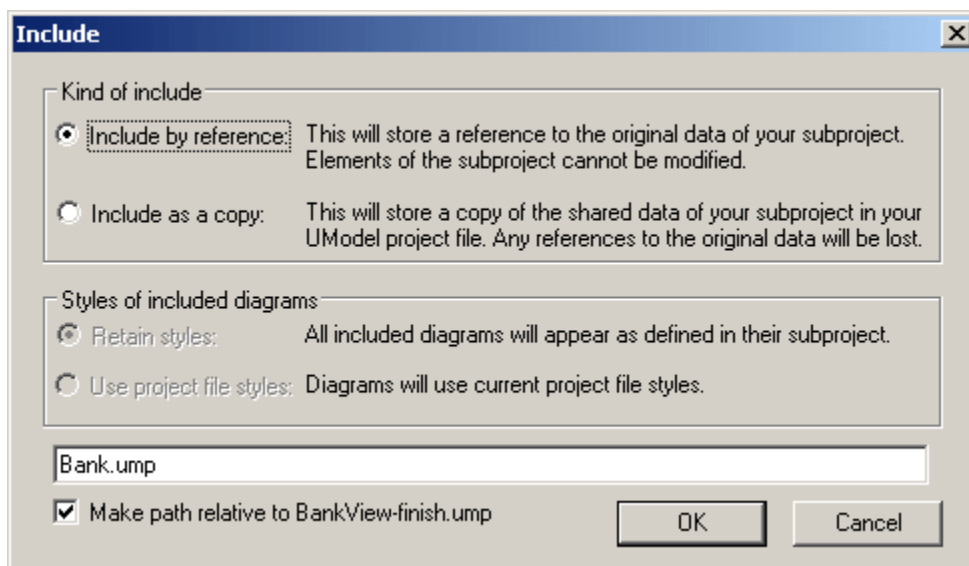 Include
Kind of include
Include by reference: This will store a reference to the original data of your subproject.
Elements of the subproject cannot be modified.
Include as a copy: This will store a copy of the shared data of your subproject in your
UModel project file. Any references to the original data will be lost.
Styles of included diagrams
Retain styles: All included diagrams will appear as defined in their subproject.
Use project file styles: Diagrams will use current project file styles.
Bank.ump
Make path relative to BankView-finish.ump
OK Cancel